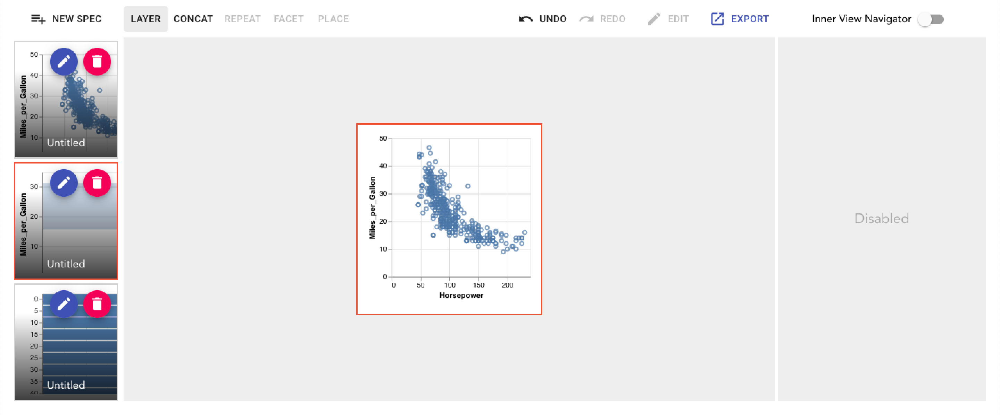 NEW SPEC LAYER CONCAT REPEAT FACET PLACE UNDO REDO EDIT EXPORT Inner View Navigator
50
40
30
20
10
Miles_per_Gallon
Untitled
30
20
10
Miles_per_Gallon
Untitled
0
5
10
15
20
25
30
35
40
Untitled
50
40
30
20
10
0
Miles_per_Gallon
0 50 100 150 200
Horsepower
Disabled